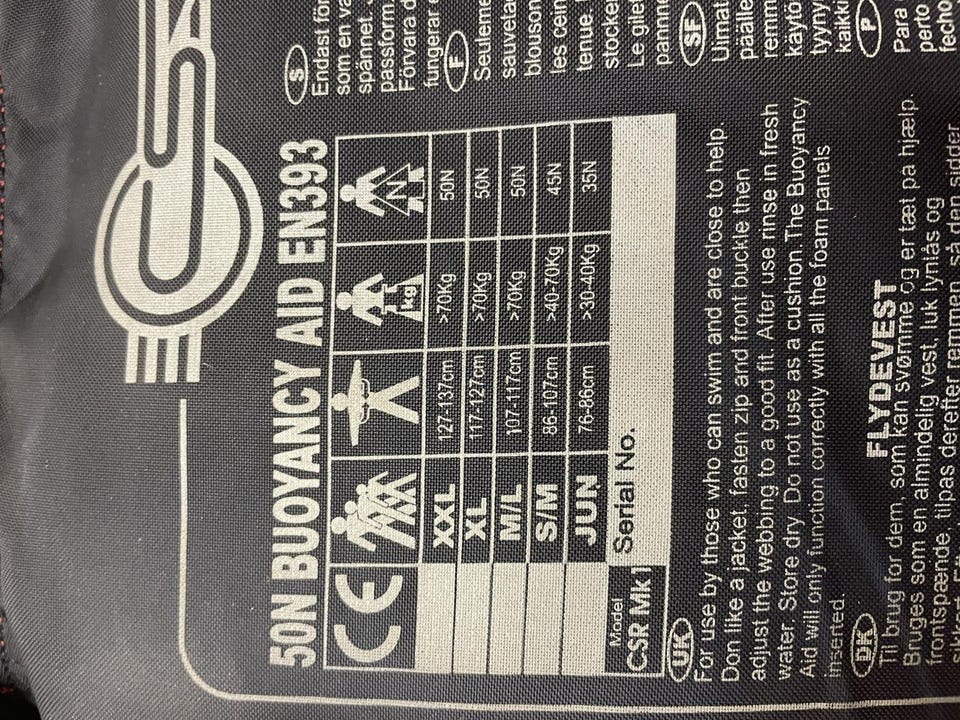 50N BUOYANCY AID EN393
CE kg N
XXL 127-137cm >70Kg 50N
XL 117-127cm >70Kg 50N
M/L 107-117cm >70Kg 50N
S/M 86-107cm >40-70Kg 45N
JUN 76-86cm >30-40Kg 35N
Model
CSR Mk1 Serial No.
UK
For use by those who can swim and are close to help.
Don like a jacket, fasten zip and front buckle then
adjust the webbing to a good fit. After use rinse in fresh
water. Store dry. Do not use as a cushion. The Buoyancy
Aid will only function correctly with all the foam panels
inserted.
DK FLYDEVEST
Til brug for dem, som kan svømme og er tæt pa hjælp.
Bruges som en almindelig vest, luk lynlås og
frontspænde, tilpas derefter remmen, så den sidder
S
Endast för
som en va
spännet.
passform.
Förvara d
fungerar
F
Seuleme
sauveta
blouson
les cein
tenue.
stocke
Le gilet
panne
SF
Uimat
päälle
remm
käytö
tyyny
kaikki
P
Para
perto
fecho